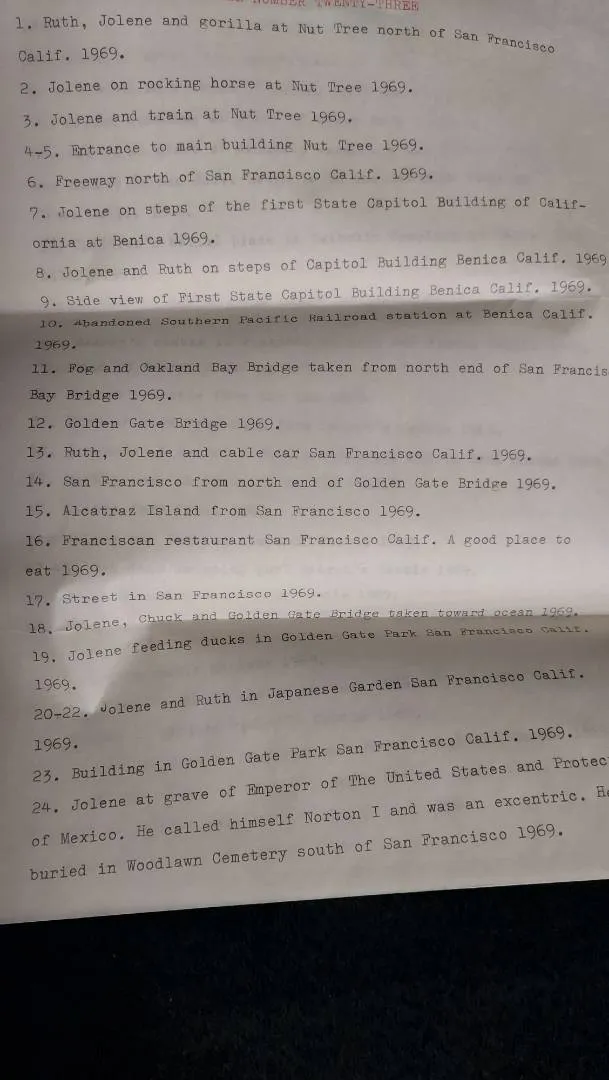 NUMBER TWENTY-THREE
1. Ruth, Jolene and gorilla at Nut Tree north of San Francisco
Calif. 1969.
2. Jolene on rocking horse at Nut Tree 1969.
3. Jolene and train at Nut Tree 1969.
4-5. Entrance to main building Nut Tree 1969.
6. Freeway north of San Francisco Calif. 1969.
7. Jolene on steps of the first State Capitol Building of Calif-
ornia at Benica 1969.
8. Jolene and Ruth on steps of Capitol Building Benica Calif. 1969
9. Side view of First State Capitol Building Benica Calif. 1969.
10. Abandoned Southern Pacific Railroad station at Benica Calif.
1969.
11. Fog and Oakland Bay Bridge taken from north end of San Francis
Bay Bridge 1969.
12. Golden Gate Bridge 1969.
13. Ruth, Jolene and cable car San Francisco Calif. 1969.
14. San Francisco from north end of Golden Gate Bridge 1969.
15. Alcatraz Island from San Francisco 1969.
16. Franciscan restaurant San Francisco Calif. A good place to
eat 1969.
17. Street in San Francisco 1969.
18. Jolene, Chuck and Golden Gate Bridge taken toward ocean 1969.
19. Jolene feeding ducks in Golden Gate Park San Francisco Calif.
1969.
20-22. Jolene and Ruth in Japanese Garden San Francisco Calif.
1969.
23. Building in Golden Gate Park San Francisco Calif. 1969.
24. Jolene at grave of Emperor of The United States and Protec
of Mexico. He called himself Norton I and was an excentric. He
buried in Woodlawn Cemetery south of San Francisco 1969.